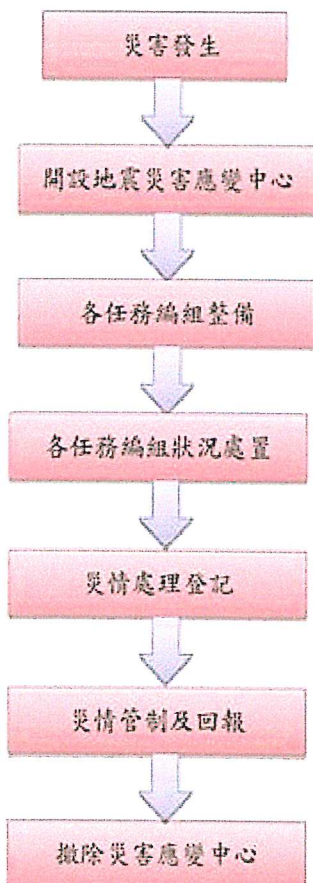 災害發生
開設地震災害應變中心
各任務編組整備
各任務編組狀況處置
災情處理登記
災情管制及回報
撤除災害應變中心